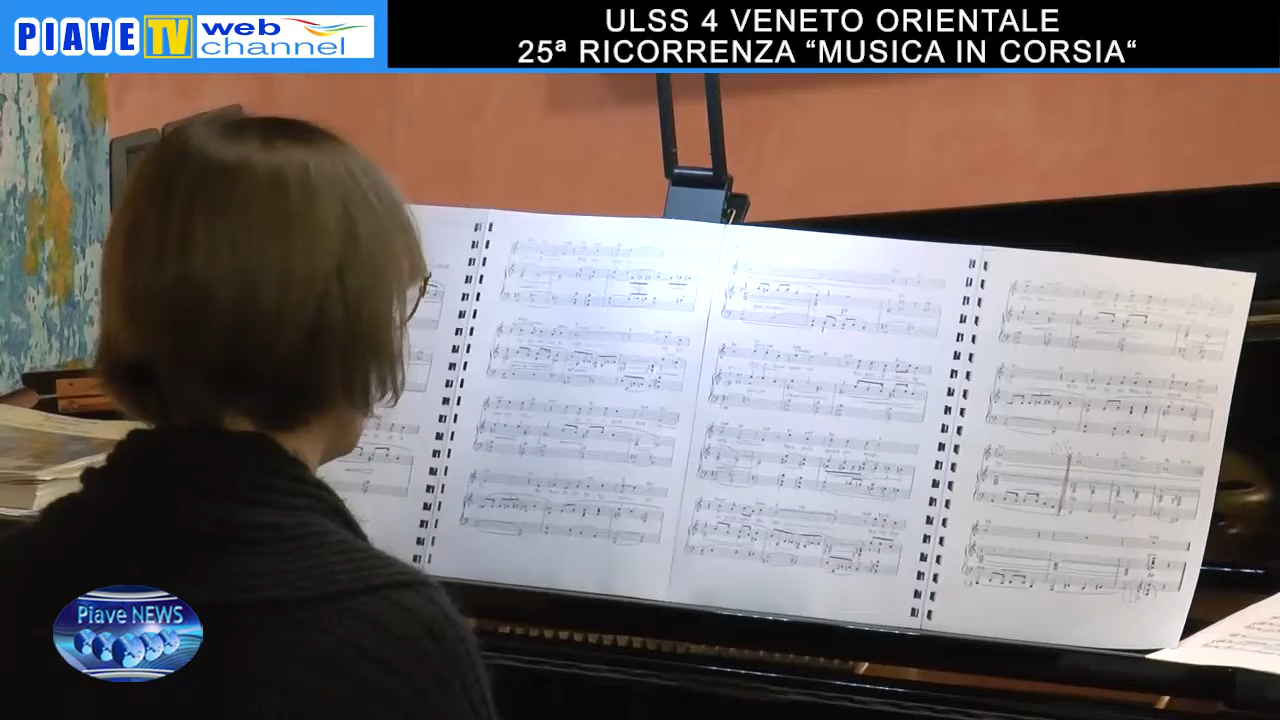 PIAVE TV web channel
ULSS 4 VENETO ORIENTALE
25ª RICORRENZA “MUSICA IN CORSIA“
Piave NEWS